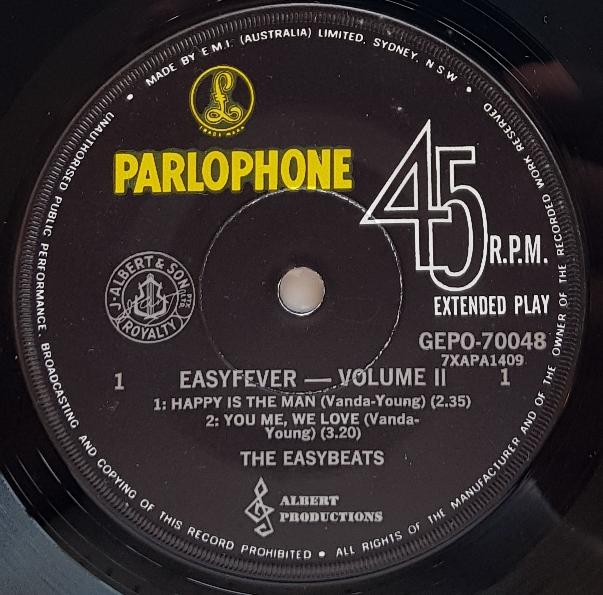 MADE BY E.M.I. (AUSTRALIA) LIMITED. SYDNEY. N S W •
UNAUTHORISED PUBLIC PERFORMANCE. BROADCASTING AND COPYING OF THIS RECORD PROHIBITED • ALL RIGHTS OF THE MANUFACTURER AND OF THE OWNER OF THE RECORDED WORK RESERVED •
£
TRADE MARK
PARLOPHONE
45
R.P.M.
EXTENDED PLAY
J. ALBERT & SON PTY. LTD.
ROYALTY
GEPO-70048
7XAPA1409
1 EASYFEVER — VOLUME II 1
1: HAPPY IS THE MAN (Vanda-Young) (2.35)
2: YOU ME, WE LOVE (Vanda-
Young) (3.20)
THE EASYBEATS
ALBERT
PRODUCTIONS